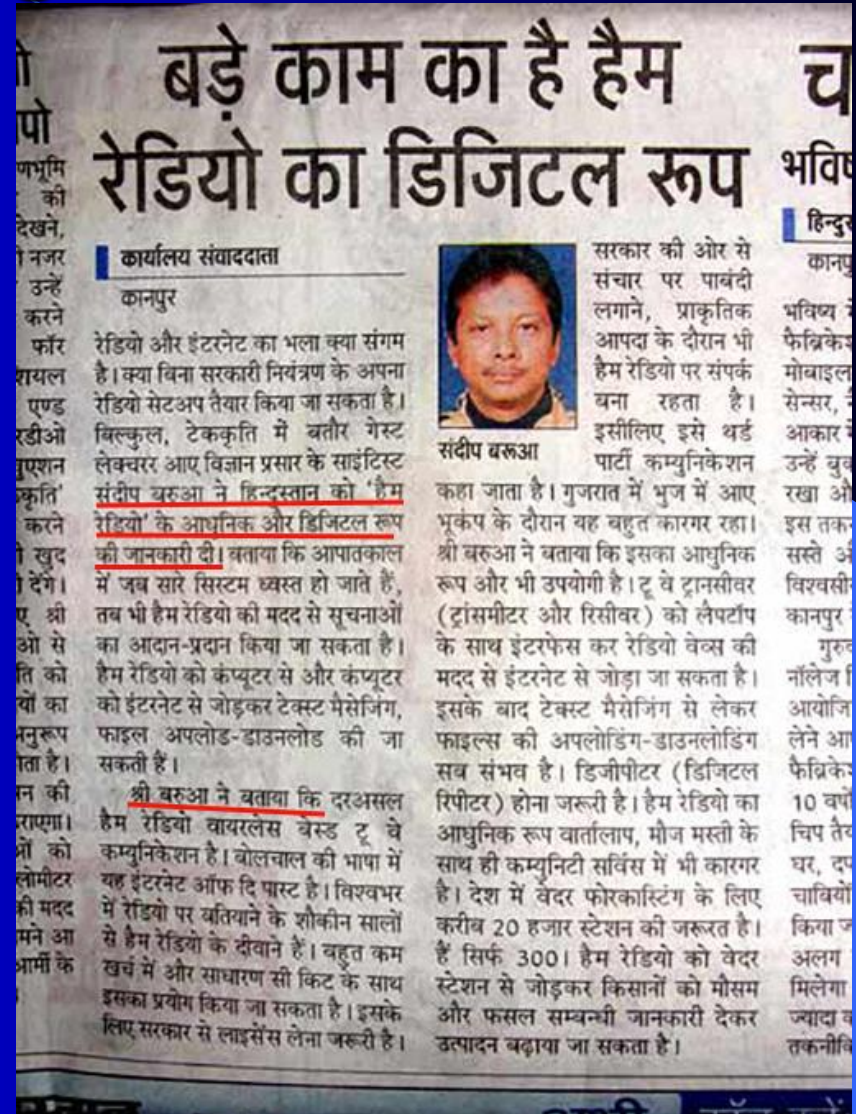 बड़े काम का है हैम
रेडियो का डिजिटल रूप
कार्यालय संवाददाता
कानपुर
रेडियो और इंटरनेट का भला क्या संगम
है। क्या बिना सरकारी नियंत्रण के अपना
रेडियो सेटअप तैयार किया जा सकता है।
बिल्कुल, टेककृति में बतौर गेस्ट
लेक्चरर आए विज्ञान प्रसार के साइंटिस्ट
संदीप बरुआ ने हिन्दुस्तान को 'हैम
रेडियो' के आधुनिक और डिजिटल रूप
की जानकारी दी। बताया कि आपातकाल
में जब सारे सिस्टम ध्वस्त हो जाते हैं,
तब भी हैम रेडियो की मदद से सूचनाओं
का आदान-प्रदान किया जा सकता है।
हैम रेडियो को कंप्यूटर से और कंप्यूटर
को इंटरनेट से जोड़कर टेक्स्ट मैसेजिंग,
फाइल अपलोड-डाउनलोड की जा
सकती हैं।
श्री बरुआ ने बताया कि दरअसल
हैम रेडियो वायरलेस बेस्ड टू वे
कम्युनिकेशन है। बोलचाल की भाषा में
यह इंटरनेट ऑफ दि पास्ट है। विश्वभर
में रेडियो पर बतियाने के शौकीन सालों
से हैम रेडियो के दीवाने हैं। बहुत कम
खर्च में और साधारण सी किट के साथ
इसका प्रयोग किया जा सकता है। इसके
लिए सरकार से लाइसेंस लेना जरूरी है।
संदीप बरूआ
सरकार की ओर से
संचार पर पाबंदी
लगाने, प्राकृतिक
आपदा के दौरान भी
हैम रेडियो पर संपर्क
बना रहता है।
इसीलिए इसे थर्ड
पार्टी कम्युनिकेशन
कहा जाता है। गुजरात में भुज में आए
भूकंप के दौरान यह बहुत कारगर रहा।
श्री बरुआ ने बताया कि इसका आधुनिक
रूप और भी उपयोगी है। टू वे ट्रानसीवर
(ट्रांसमीटर और रिसीवर) को लैपटॉप
के साथ इंटरफेस कर रेडियो वेव्स की
मदद से इंटरनेट से जोड़ा जा सकता है।
इसके बाद टेक्स्ट मैसेजिंग से लेकर
फाइल्स की अपलोडिंग-डाउनलोडिंग
सब संभव है। डिजीपीटर (डिजिटल
रिपीटर) होना जरूरी है। हैम रेडियो का
आधुनिक रूप वार्तालाप, मौज मस्ती के
साथ ही कम्युनिटी सर्विस में भी कारगर
है। देश में वेदर फोरकास्टिंग के लिए
करीब 20 हजार स्टेशन की जरूरत है।
हैं सिर्फ 300। हैम रेडियो को वेदर
स्टेशन से जोड़कर किसानों को मौसम
और फसल सम्बन्धी जानकारी देकर
उत्पादन बढ़ाया जा सकता है।